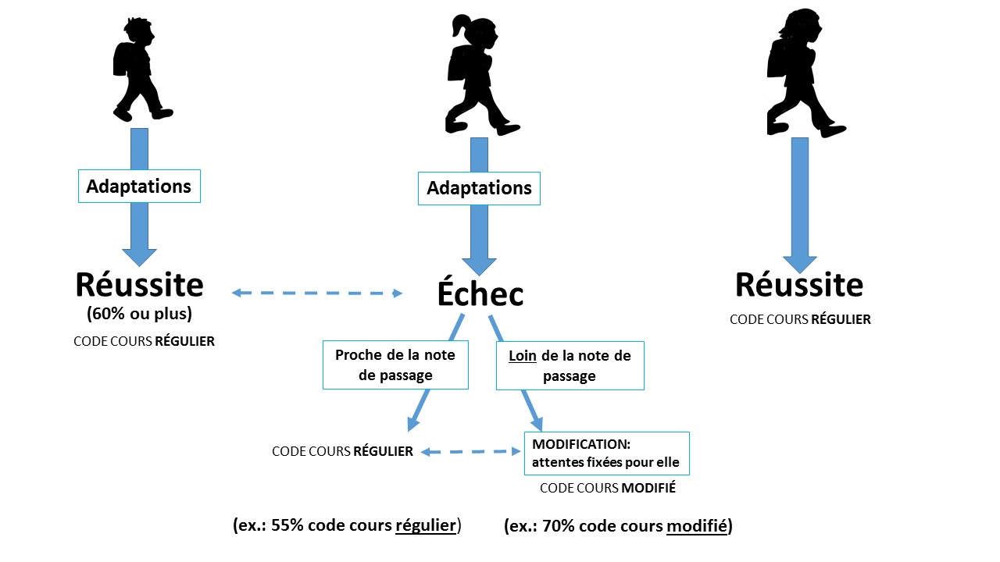 Adaptations
Réussite
(60% ou plus)
CODE COURS RÉGULIER
Adaptations
Échec
Proche de la note
de passage
Loin de la note de
passage
CODE COURS RÉGULIER
MODIFICATION:
attentes fixées pour elle
CODE COURS MODIFIÉ
(ex.: 55% code cours régulier)
(ex.: 70% code cours modifié)
Réussite
CODE COURS RÉGULIER